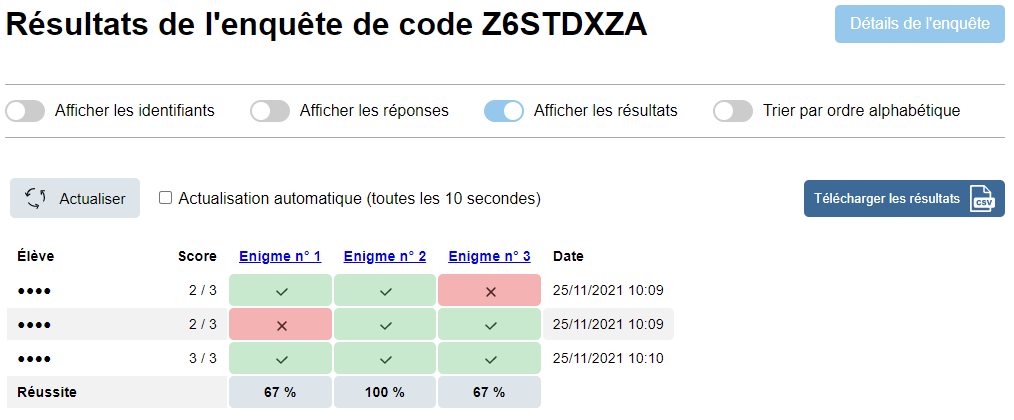 Résultats de l'enquête de code Z6STDXZA
Détails de l'enquête
Afficher les identifiants Afficher les réponses Afficher les résultats Trier par ordre alphabétique
Actualiser Actualisation automatique (toutes les 10 secondes) Télécharger les résultats CSV
Élève Score Enigme n° 1 Enigme n° 2 Enigme n° 3 Date
●●●● 2 / 3 ✓ ✓ ✕ 25/11/2021 10:09
●●●● 2 / 3 ✕ ✓ ✓ 25/11/2021 10:09
●●●● 3 / 3 ✓ ✓ ✓ 25/11/2021 10:10
Réussite 67 % 100 % 67 %